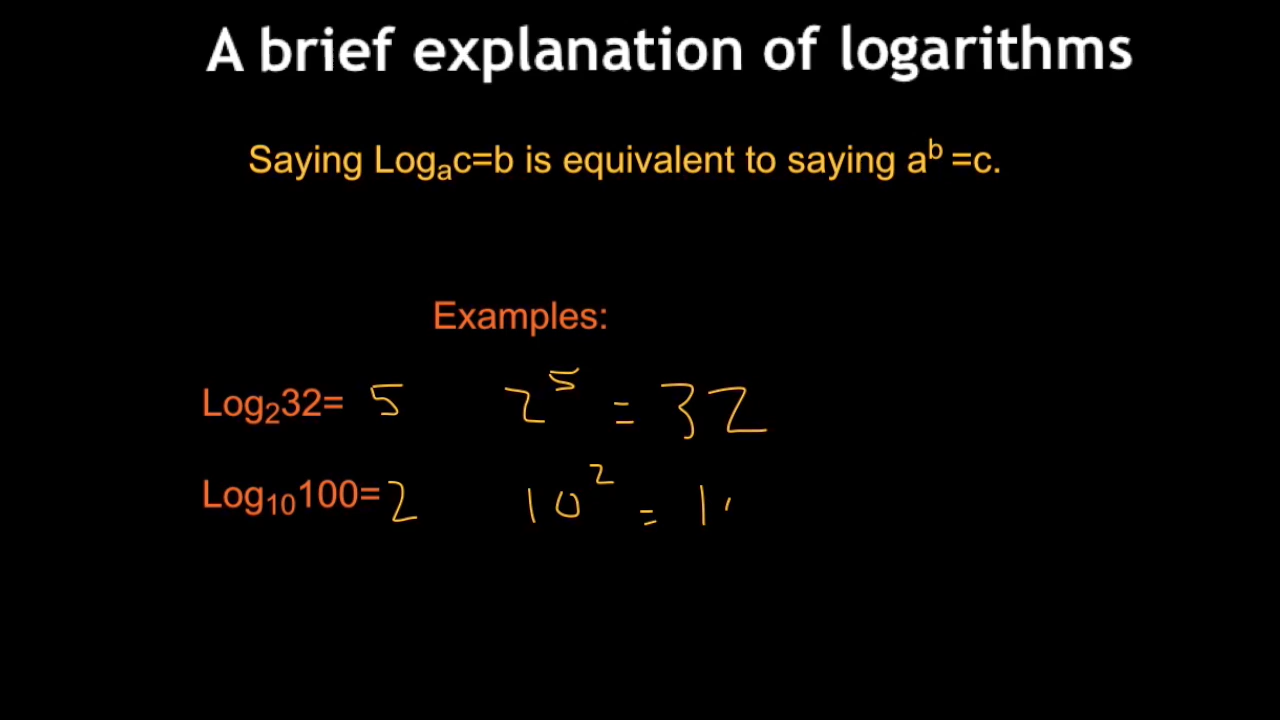 A brief explanation of logarithms
Saying Logₐc=b is equivalent to saying aᵇ =c.
Examples:
Log₂32= 5 2⁵ = 32
Log₁₀100= 2 10² = 1